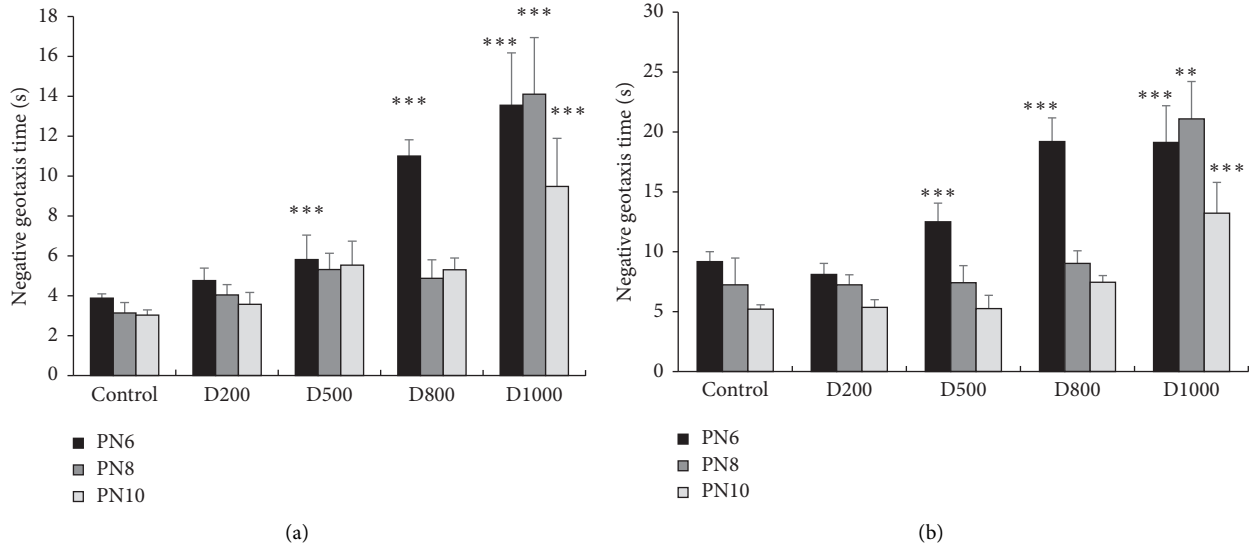 Negative geotaxis time (s)
18
16
14
12
10
8
6
4
2
0
***
***
***
***
***
Control D200 D500 D800 D1000
PN6
PN8
PN10
(a)
Negative geotaxis time (s)
30
25
20
15
10
5
0
***
***
***
**
***
Control D200 D500 D800 D1000
PN6
PN8
PN10
(b)